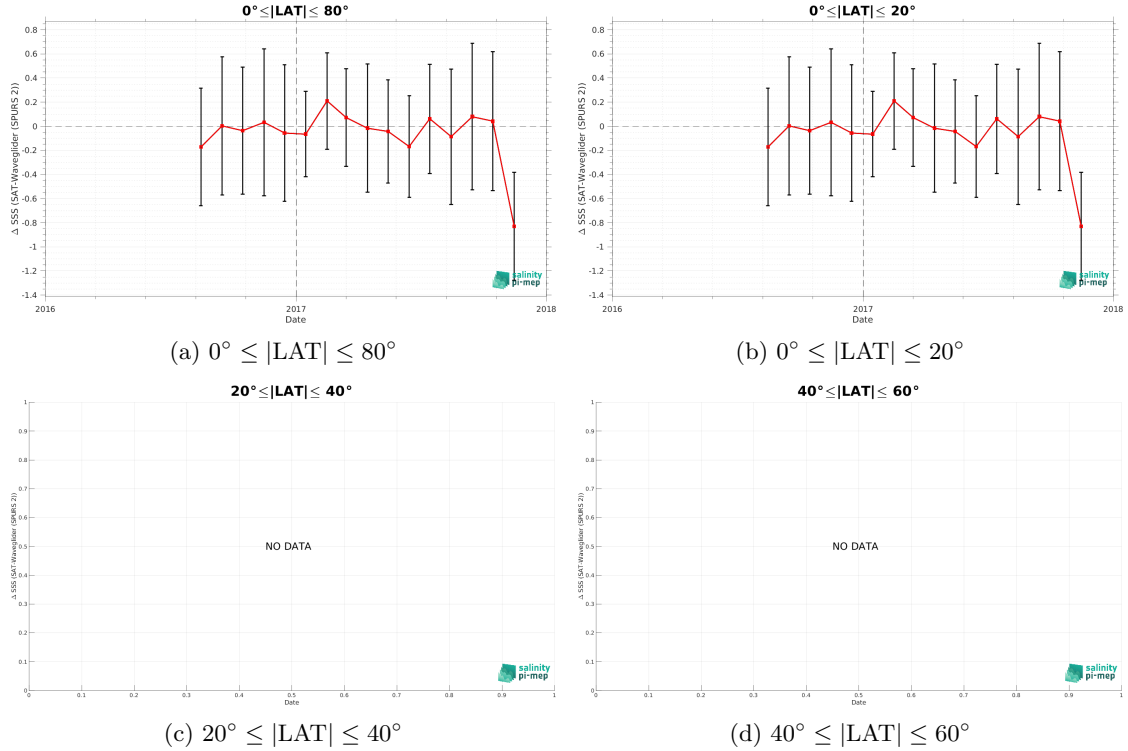 0°≤|LAT|≤ 80°
0.8
0.6
0.4
0.2
0
-0.2
-0.4
-0.6
-0.8
-1
-1.2
-1.4
Δ SSS (SAT-Waveglider (SPURS 2))
2016
2017
2018
Date
salinity
pi-mep
(a) 0° ≤ |LAT| ≤ 80°
0°≤|LAT|≤ 20°
0.8
0.6
0.4
0.2
0
-0.2
-0.4
-0.6
-0.8
-1
-1.2
-1.4
Δ SSS (SAT-Waveglider (SPURS 2))
2016
2017
2018
Date
salinity
pi-mep
(b) 0° ≤ |LAT| ≤ 20°
20°≤|LAT|≤ 40°
1
0.9
0.8
0.7
0.6
0.5
0.4
0.3
0.2
0.1
0
Δ SSS (SAT-Waveglider (SPURS 2))
NO DATA
0 0.1 0.2 0.3 0.4 0.5 0.6 0.7 0.8 0.9 1
Date
salinity
pi-mep
(c) 20° ≤ |LAT| ≤ 40°
40°≤|LAT|≤ 60°
1
0.9
0.8
0.7
0.6
0.5
0.4
0.3
0.2
0.1
0
Δ SSS (SAT-Waveglider (SPURS 2))
NO DATA
0 0.1 0.2 0.3 0.4 0.5 0.6 0.7 0.8 0.9 1
Date
salinity
pi-mep
(d) 40° ≤ |LAT| ≤ 60°